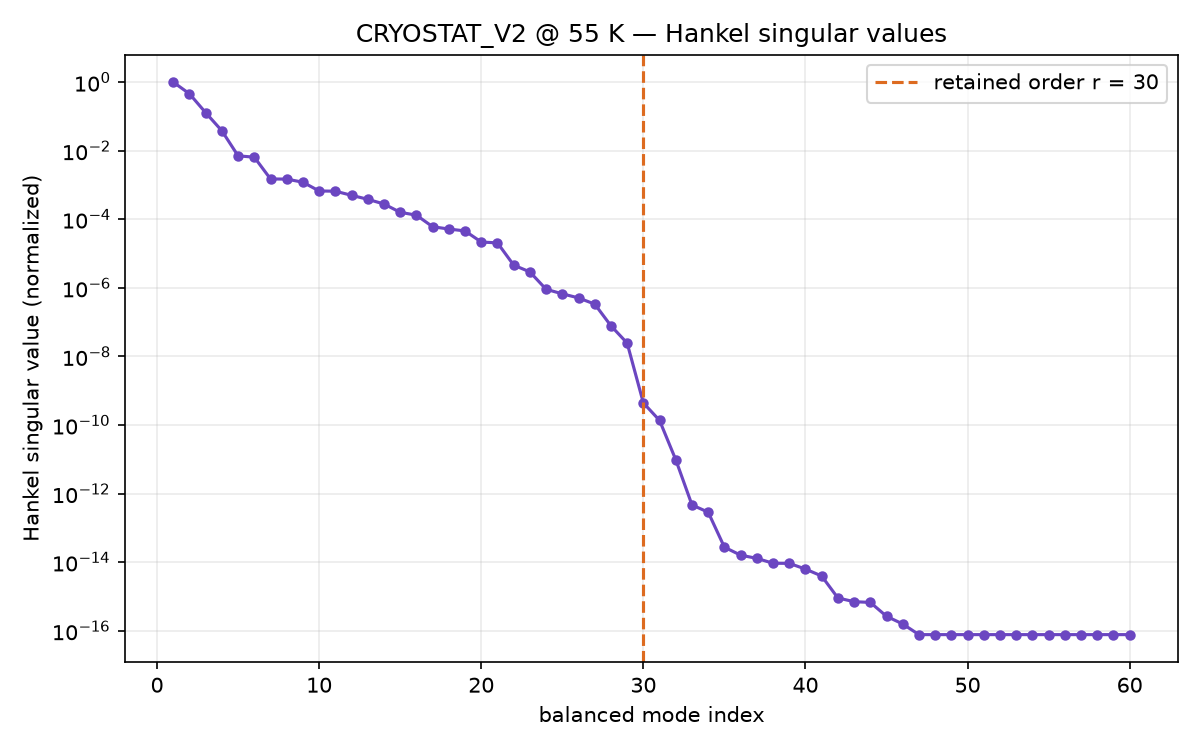 CRYOSTAT_V2 @ 55 K — Hankel singular values
retained order r = 30
Hankel singular value (normalized)
10⁰
10⁻²
10⁻⁴
10⁻⁶
10⁻⁸
10⁻¹⁰
10⁻¹²
10⁻¹⁴
10⁻¹⁶
0 10 20 30 40 50 60
balanced mode index